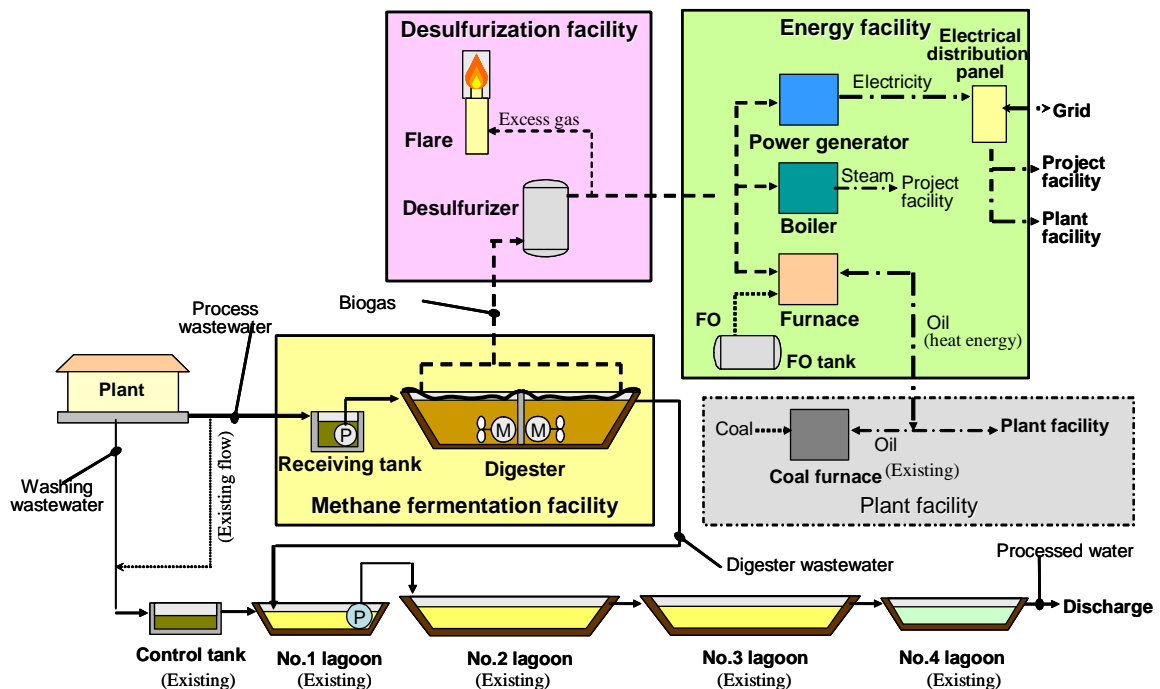 Desulfurization facility
Flare
Excess gas
Desulfurizer
Energy facility
Electrical
distribution
panel
Electricity
Power generator
Steam
Project
facility
Boiler
Grid
Project
facility
Plant
facility
FO
Furnace
FO tank
Oil
(heat energy)
Biogas
Process
wastewater
Plant
P
Receiving tank
M
M
Digester
Methane fermentation facility
Washing
wastewater
(Existing flow)
Coal
Coal furnace
Oil
(Existing)
Plant facility
Plant facility
Digester wastewater
Processed water
Discharge
P
Control tank
(Existing)
No.1 lagoon
(Existing)
No.2 lagoon
(Existing)
No.3 lagoon
(Existing)
No.4 lagoon
(Existing)